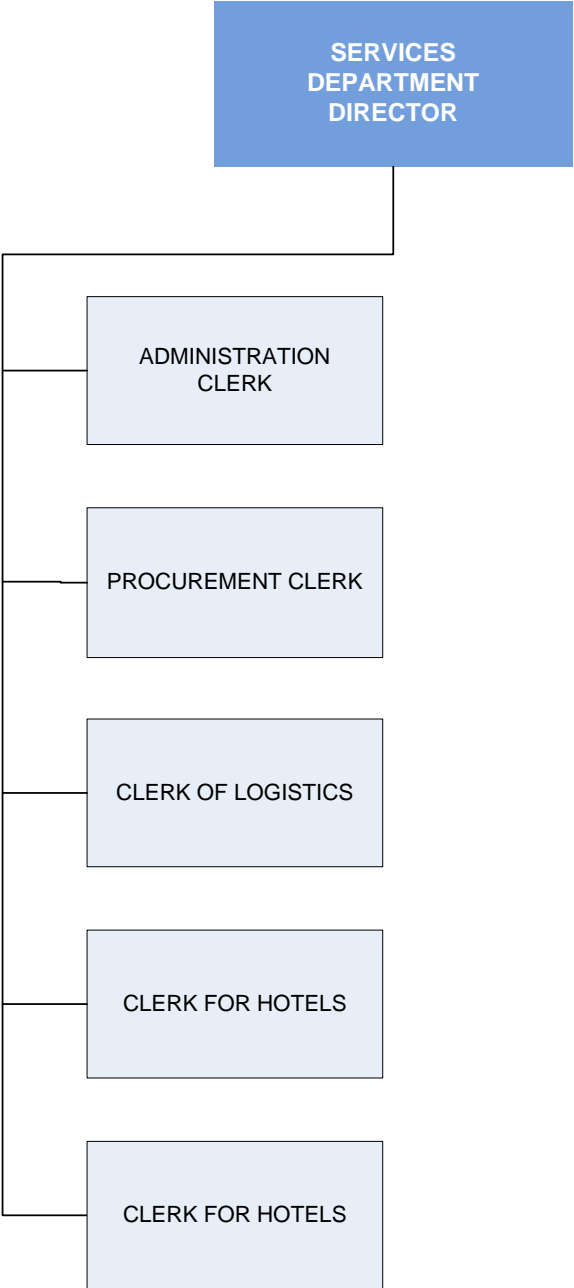 SERVICES
DEPARTMENT
DIRECTOR
ADMINISTRATION
CLERK
PROCUREMENT CLERK
CLERK OF LOGISTICS
CLERK FOR HOTELS
CLERK FOR HOTELS